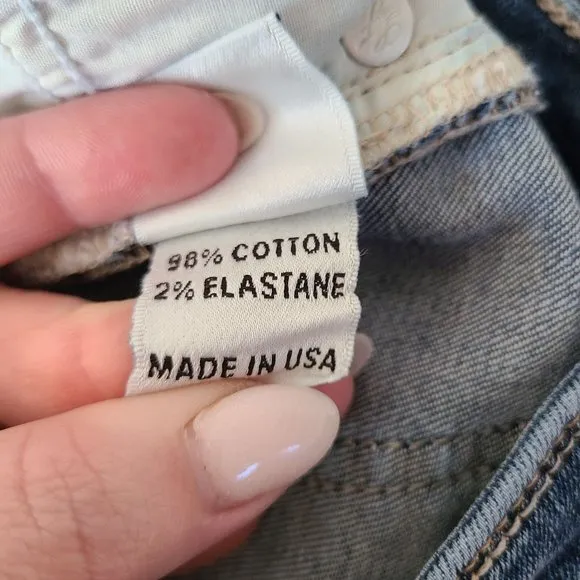 98% COTTON
2% ELASTANE
MADE IN USA